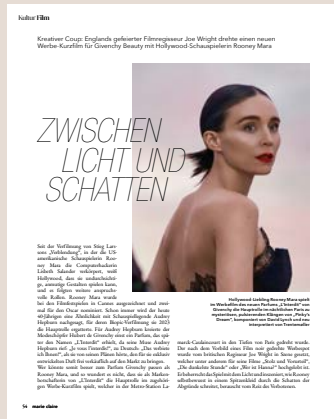 Kultur Film
Kreativer Coup: Englands gefeierter Filmregisseur Joe Wright drehte einen neuen
Werbe-Kurzfilm für Givenchy Beauty mit Hollywood-Schauspielerin Rooney Mara
ZWISCHEN
LICHT UND
SCHATTEN
Seit der Verfilmung von Stieg Lars-
sons „Verblendung“, in der die US-
amerikanische Schauspielerin Roo-
ney Mara die Computerhackerin
Lisbeth Salander verkörpert, weiß
Hollywood, dass sie undurchsichti-
ge, anmutige Gestalten spielen kann,
und es folgten weitere anspruchs-
volle Rollen. Rooney Mara wurde
bei den Filmfestspielen in Cannes ausgezeichnet und zwei-
mal für den Oscar nominiert. Schon immer wird der heute
40-Jährigen eine Ähnlichkeit mit Schauspiellegende Audrey
Hepburn nachgesagt, für deren Biopic-Verfilmung sie 2023
die Hauptrolle ergatterte. Für Audrey Hepburn kreierte der
Modeschöpfer Hubert de Givenchy einst ein Parfum, das spä-
ter den Namen „L’Interdit“ erhielt, da seine Muse Audrey
Hepburn rief: „Je vous l’interdis!“, zu Deutsch: „Das verbiete
ich Ihnen!“, als sie von seinen Plänen hörte, den für sie exklusiv
entwickelten Duft frei verkäuflich auf den Markt zu bringen.
Wer könnte somit besser zum Parfum Givenchy passen als
Rooney Mara, und so wundert es nicht, dass sie als Marken-
botschafterin von „L’Interdit“ die Hauptrolle im zugehöri-
gen Werbe-Kurzfilm spielt, welcher in der Metro-Station La-
Hollywood-Liebling Rooney Mara spielt
im Werbefilm des neuen Parfums „L’Interdit“ von
Givenchy die Hauptrolle im nächtlichen Paris zu
mysteriösen, pulsierenden Klängen von „Pinky’s
Dream“, komponiert von David Lynch und neu
interpretiert von Trentemøller
marck-Caulaincourt in den Tiefen von Paris gedreht wurde.
Der nach dem Vorbild eines Film noir gedrehte Werbespot
wurde vom britischen Regisseur Joe Wright in Szene gesetzt,
welcher unter anderem für seine Filme „Stolz und Vorurteil“,
„Die dunkelste Stunde“ oder „Wer ist Hanna?“ hochgelobt ist.
Er beherrscht das Spiel mit dem Licht und inszeniert, wie Rooney
selbstbewusst in einem Spitzenkleid durch die Schatten der
Abgründe schreitet, berauscht vom Reiz des Verbotenen.
54 marie claire